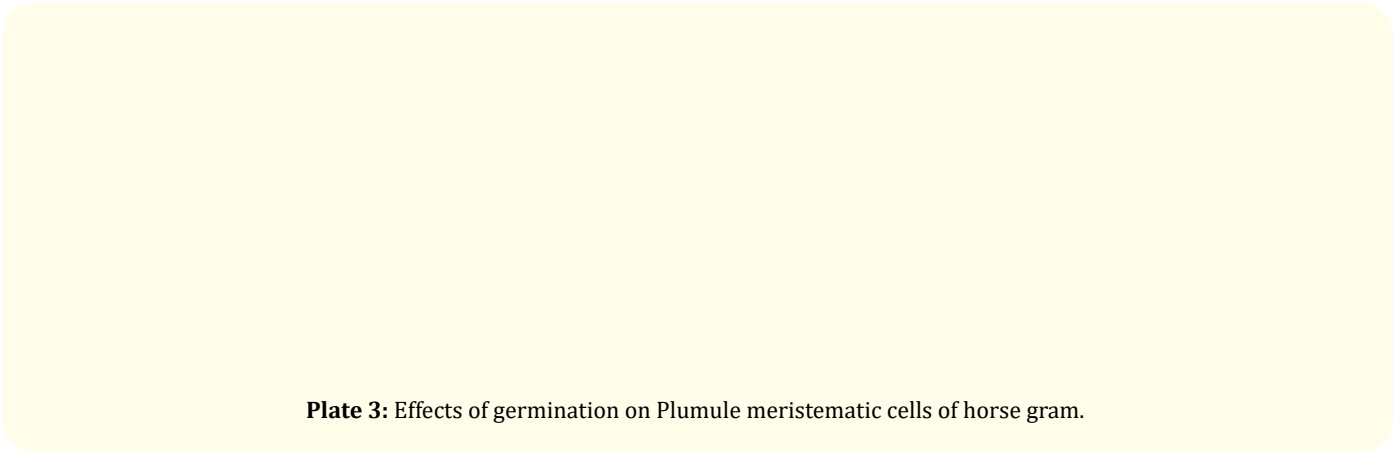 Plate 3: Effects of germination on Plumule meristematic cells of horse gram.